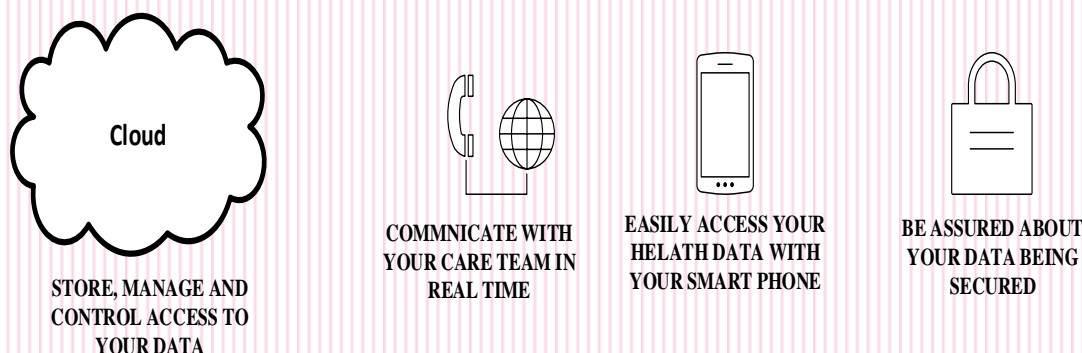 Cloud
STORE, MANAGE AND
CONTROL ACCESS TO
YOUR DATA
COMMNICATE WITH
YOUR CARE TEAM IN
REAL TIME
EASILY ACCESS YOUR
HELATH DATA WITH
YOUR SMART PHONE
BE ASSURED ABOUT
YOUR DATA BEING
SECURED